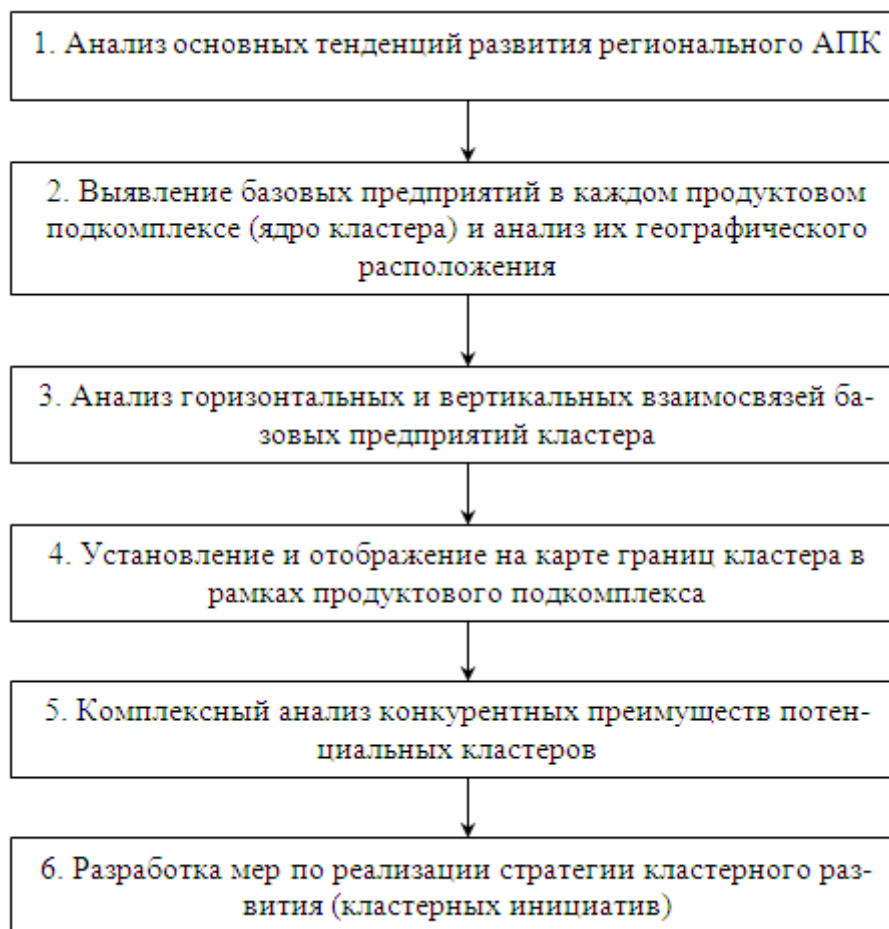 1. Анализ основных тенденций развития регионального АПК
2. Выявление базовых предприятий в каждом продуктовом
подкомплексе (ядро кластера) и анализ их географического
расположения
3. Анализ горизонтальных и вертикальных взаимосвязей ба-
зовых предприятий кластера
4. Установление и отображение на карте границ кластера в
рамках продуктового подкомплекса
5. Комплексный анализ конкурентных преимуществ потен-
циальных кластеров
6. Разработка мер по реализации стратегии кластерного раз-
вития (кластерных инициатив)